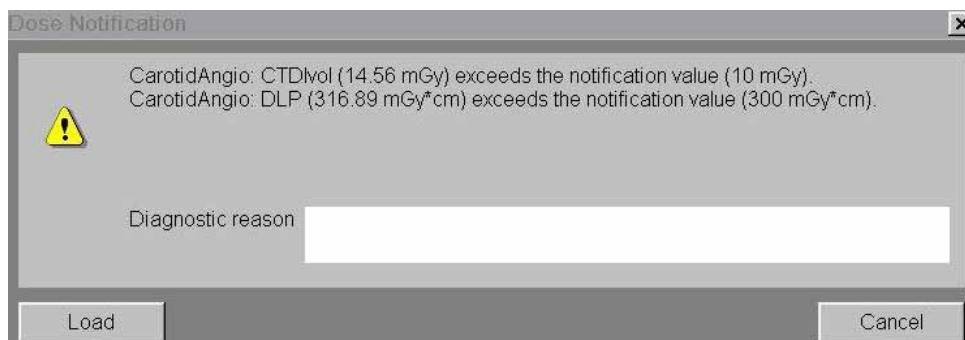 Dose Notification
CarotidAngio: CTDIvol (14.56 mGy) exceeds the notification value (10 mGy).
CarotidAngio: DLP (316.89 mGy*cm) exceeds the notification value (300 mGy*cm).
Diagnostic reason
Load
Cancel